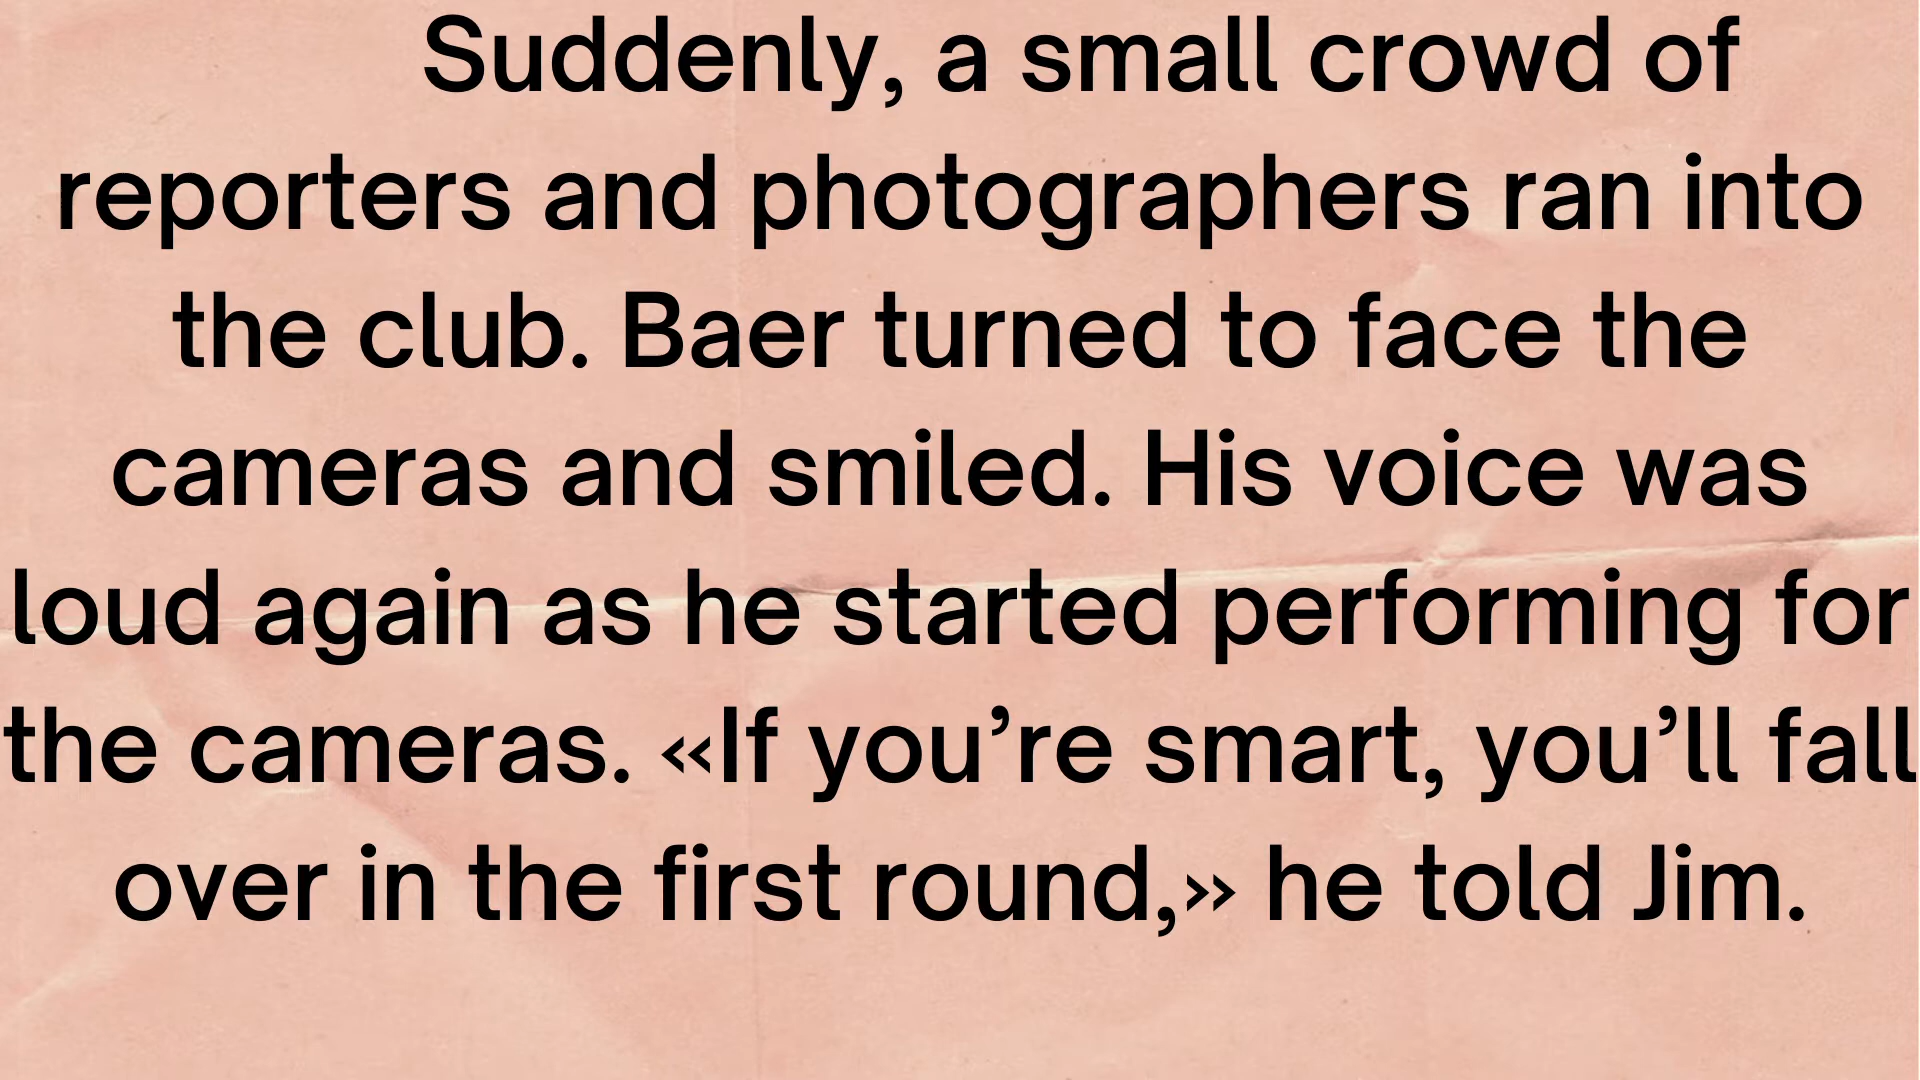 Suddenly, a small crowd of
reporters and photographers ran into
the club. Baer turned to face the
cameras and smiled. His voice was
loud again as he started performing for
the cameras. «If you’re smart, you’ll fall
over in the first round,» he told Jim.